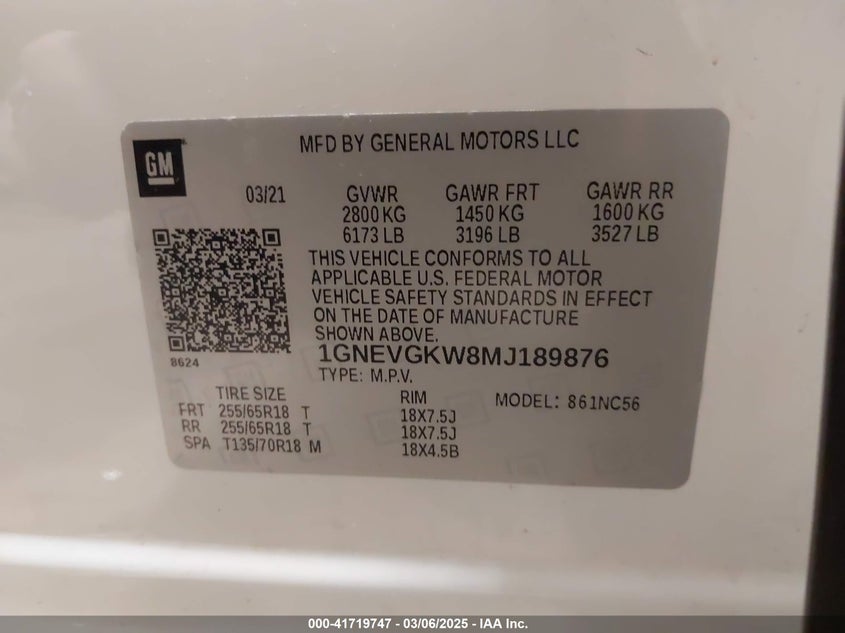 MFD BY GENERAL MOTORS LLC
GM
03/21 GVWR GAWR FRT GAWR RR
2800 KG 1450 KG 1600 KG
6173 LB 3196 LB 3527 LB
THIS VEHICLE CONFORMS TO ALL
APPLICABLE U.S. FEDERAL MOTOR
VEHICLE SAFETY STANDARDS IN EFFECT
ON THE DATE OF MANUFACTURE
SHOWN ABOVE.
8624
1GNEVGKW8MJ189876
TYPE: M.P.V.
TIRE SIZE RIM MODEL: 861NC56
FRT 255/65R18 T 18X7.5J
RR 255/65R18 T 18X7.5J
SPA T135/70R18 M 18X4.5B
000-41719747 — 03/06/2025 - IAA Inc.